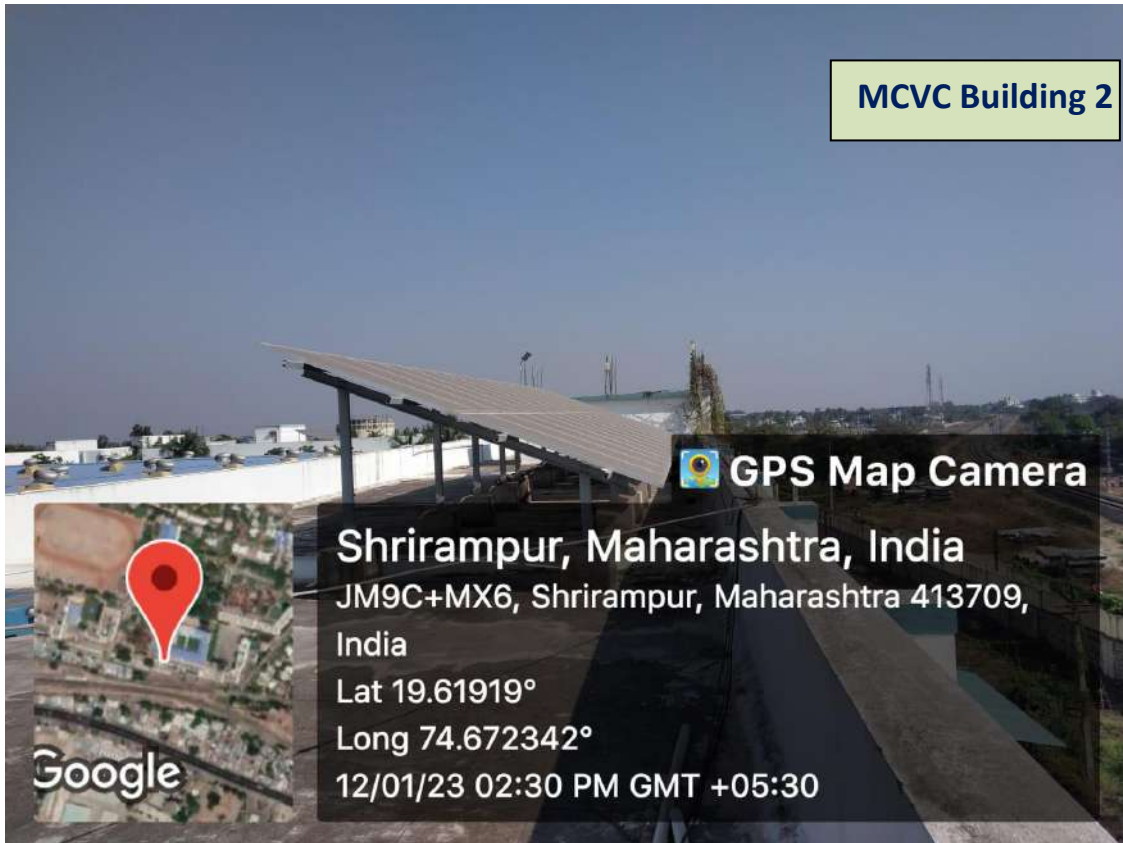 MCVC Building 2
GPS Map Camera
Shrirampur, Maharashtra, India
JM9C+MX6, Shrirampur, Maharashtra 413709,
India
Lat 19.61919°
Long 74.672342°
12/01/23 02:30 PM GMT +05:30
Google